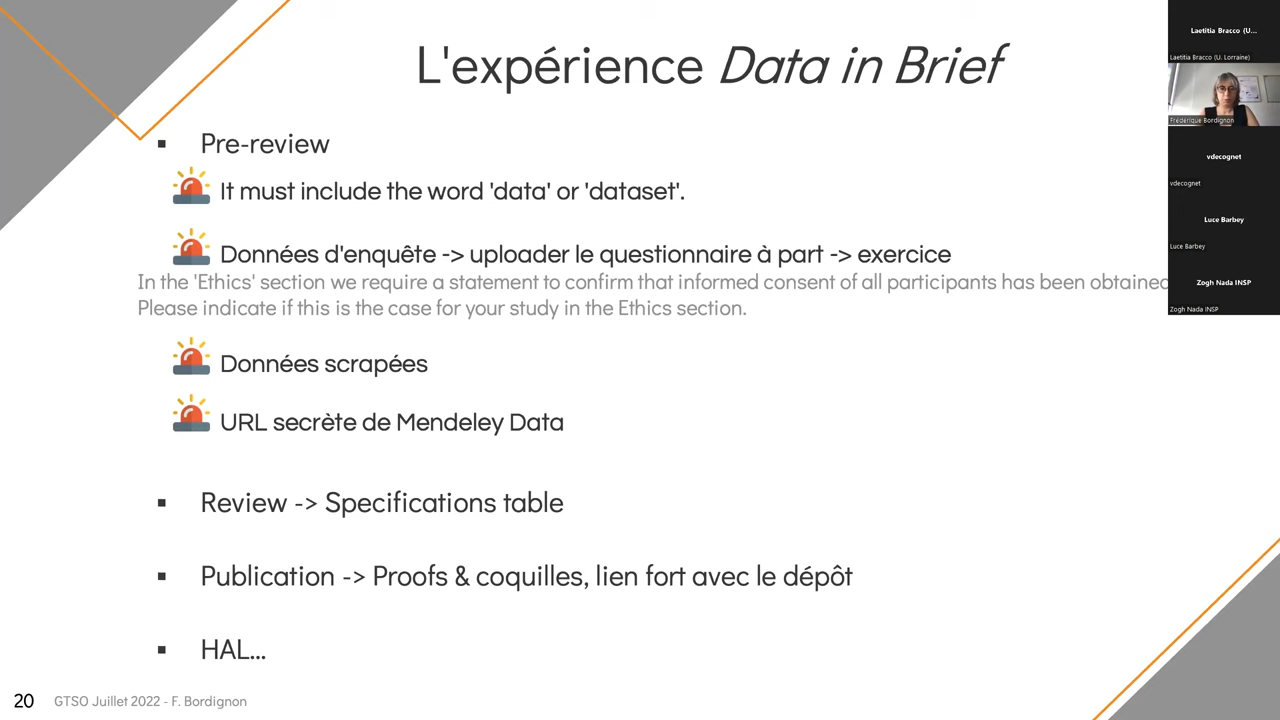 L'expérience Data in Brief
Pre-review
It must include the word 'data' or 'dataset'.
Données d'enquête -> uploader le questionnaire à part -> exercice
In the 'Ethics' section we require a statement to confirm that informed consent of all participants has been obtained
Please indicate if this is the case for your study in the Ethics section.
Données scrapées
URL secrète de Mendeley Data
Review -> Specifications table
Publication -> Proofs & coquilles, lien fort avec le dépôt
HAL...
20 GTSO Juillet 2022 - F. Bordignon
Laetitia Bracco (U...
Laetitia Bracco (U. Lorraine)
Frédérique Bordignon
vdecognet
vdecognet
Luce Barbey
Luce Barbey
Zogh Nada INSP
Zogh Nada INSP